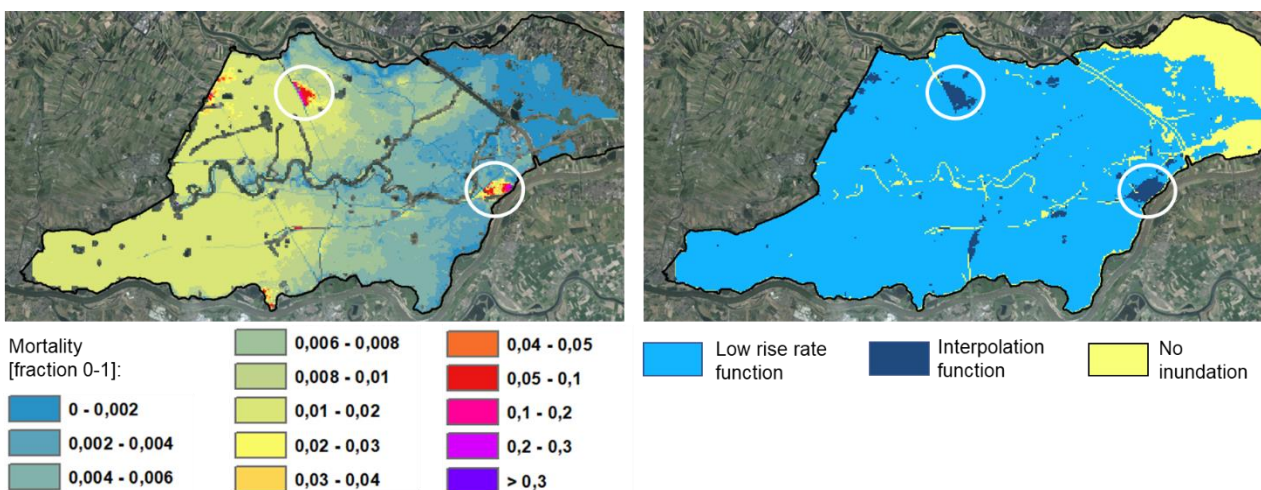 Mortality
[fraction 0-1]:
0 - 0,002
0,002 - 0,004
0,004 - 0,006
0,006 - 0,008
0,008 - 0,01
0,01 - 0,02
0,02 - 0,03
0,03 - 0,04
0,04 - 0,05
0,05 - 0,1
0,1 - 0,2
0,2 - 0,3
> 0,3
Low rise rate
function
Interpolation
function
No
inundation